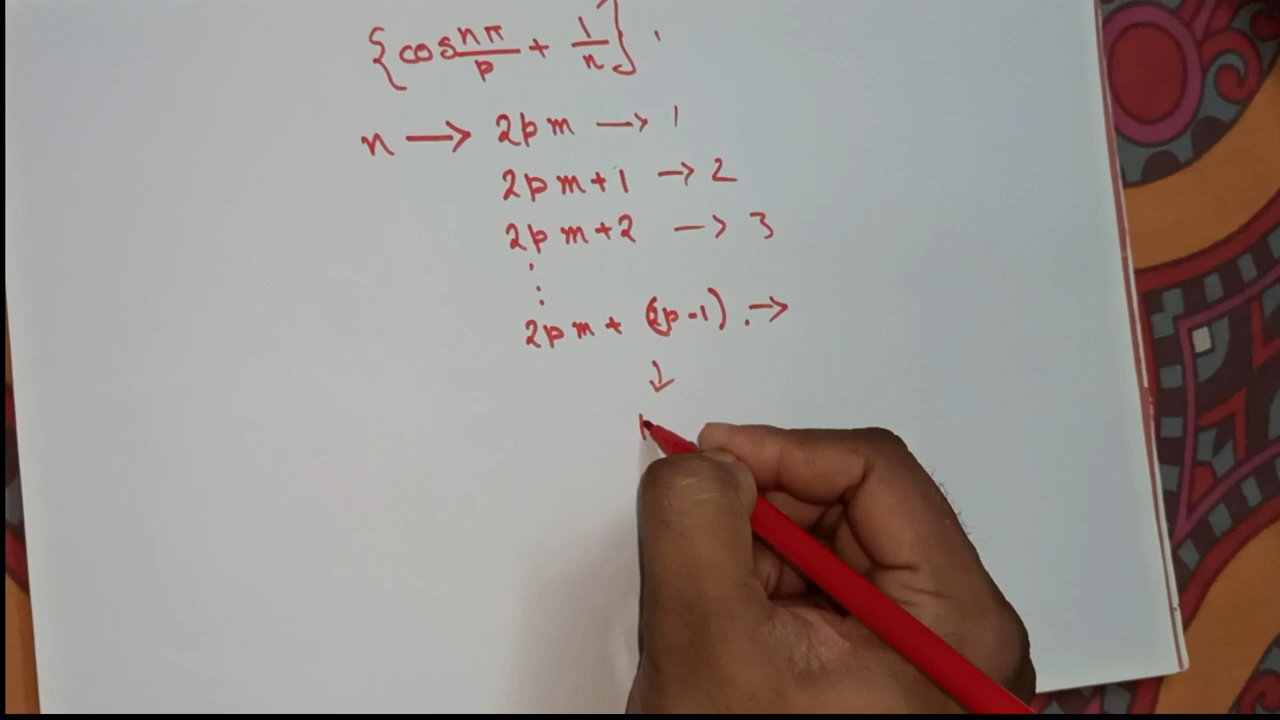 {cos nπ/p + 1/n}.
n → 2pm → 1
2pm+1 → 2
2pm+2 → 3
⋮
2pm + (2p-1). →
↓